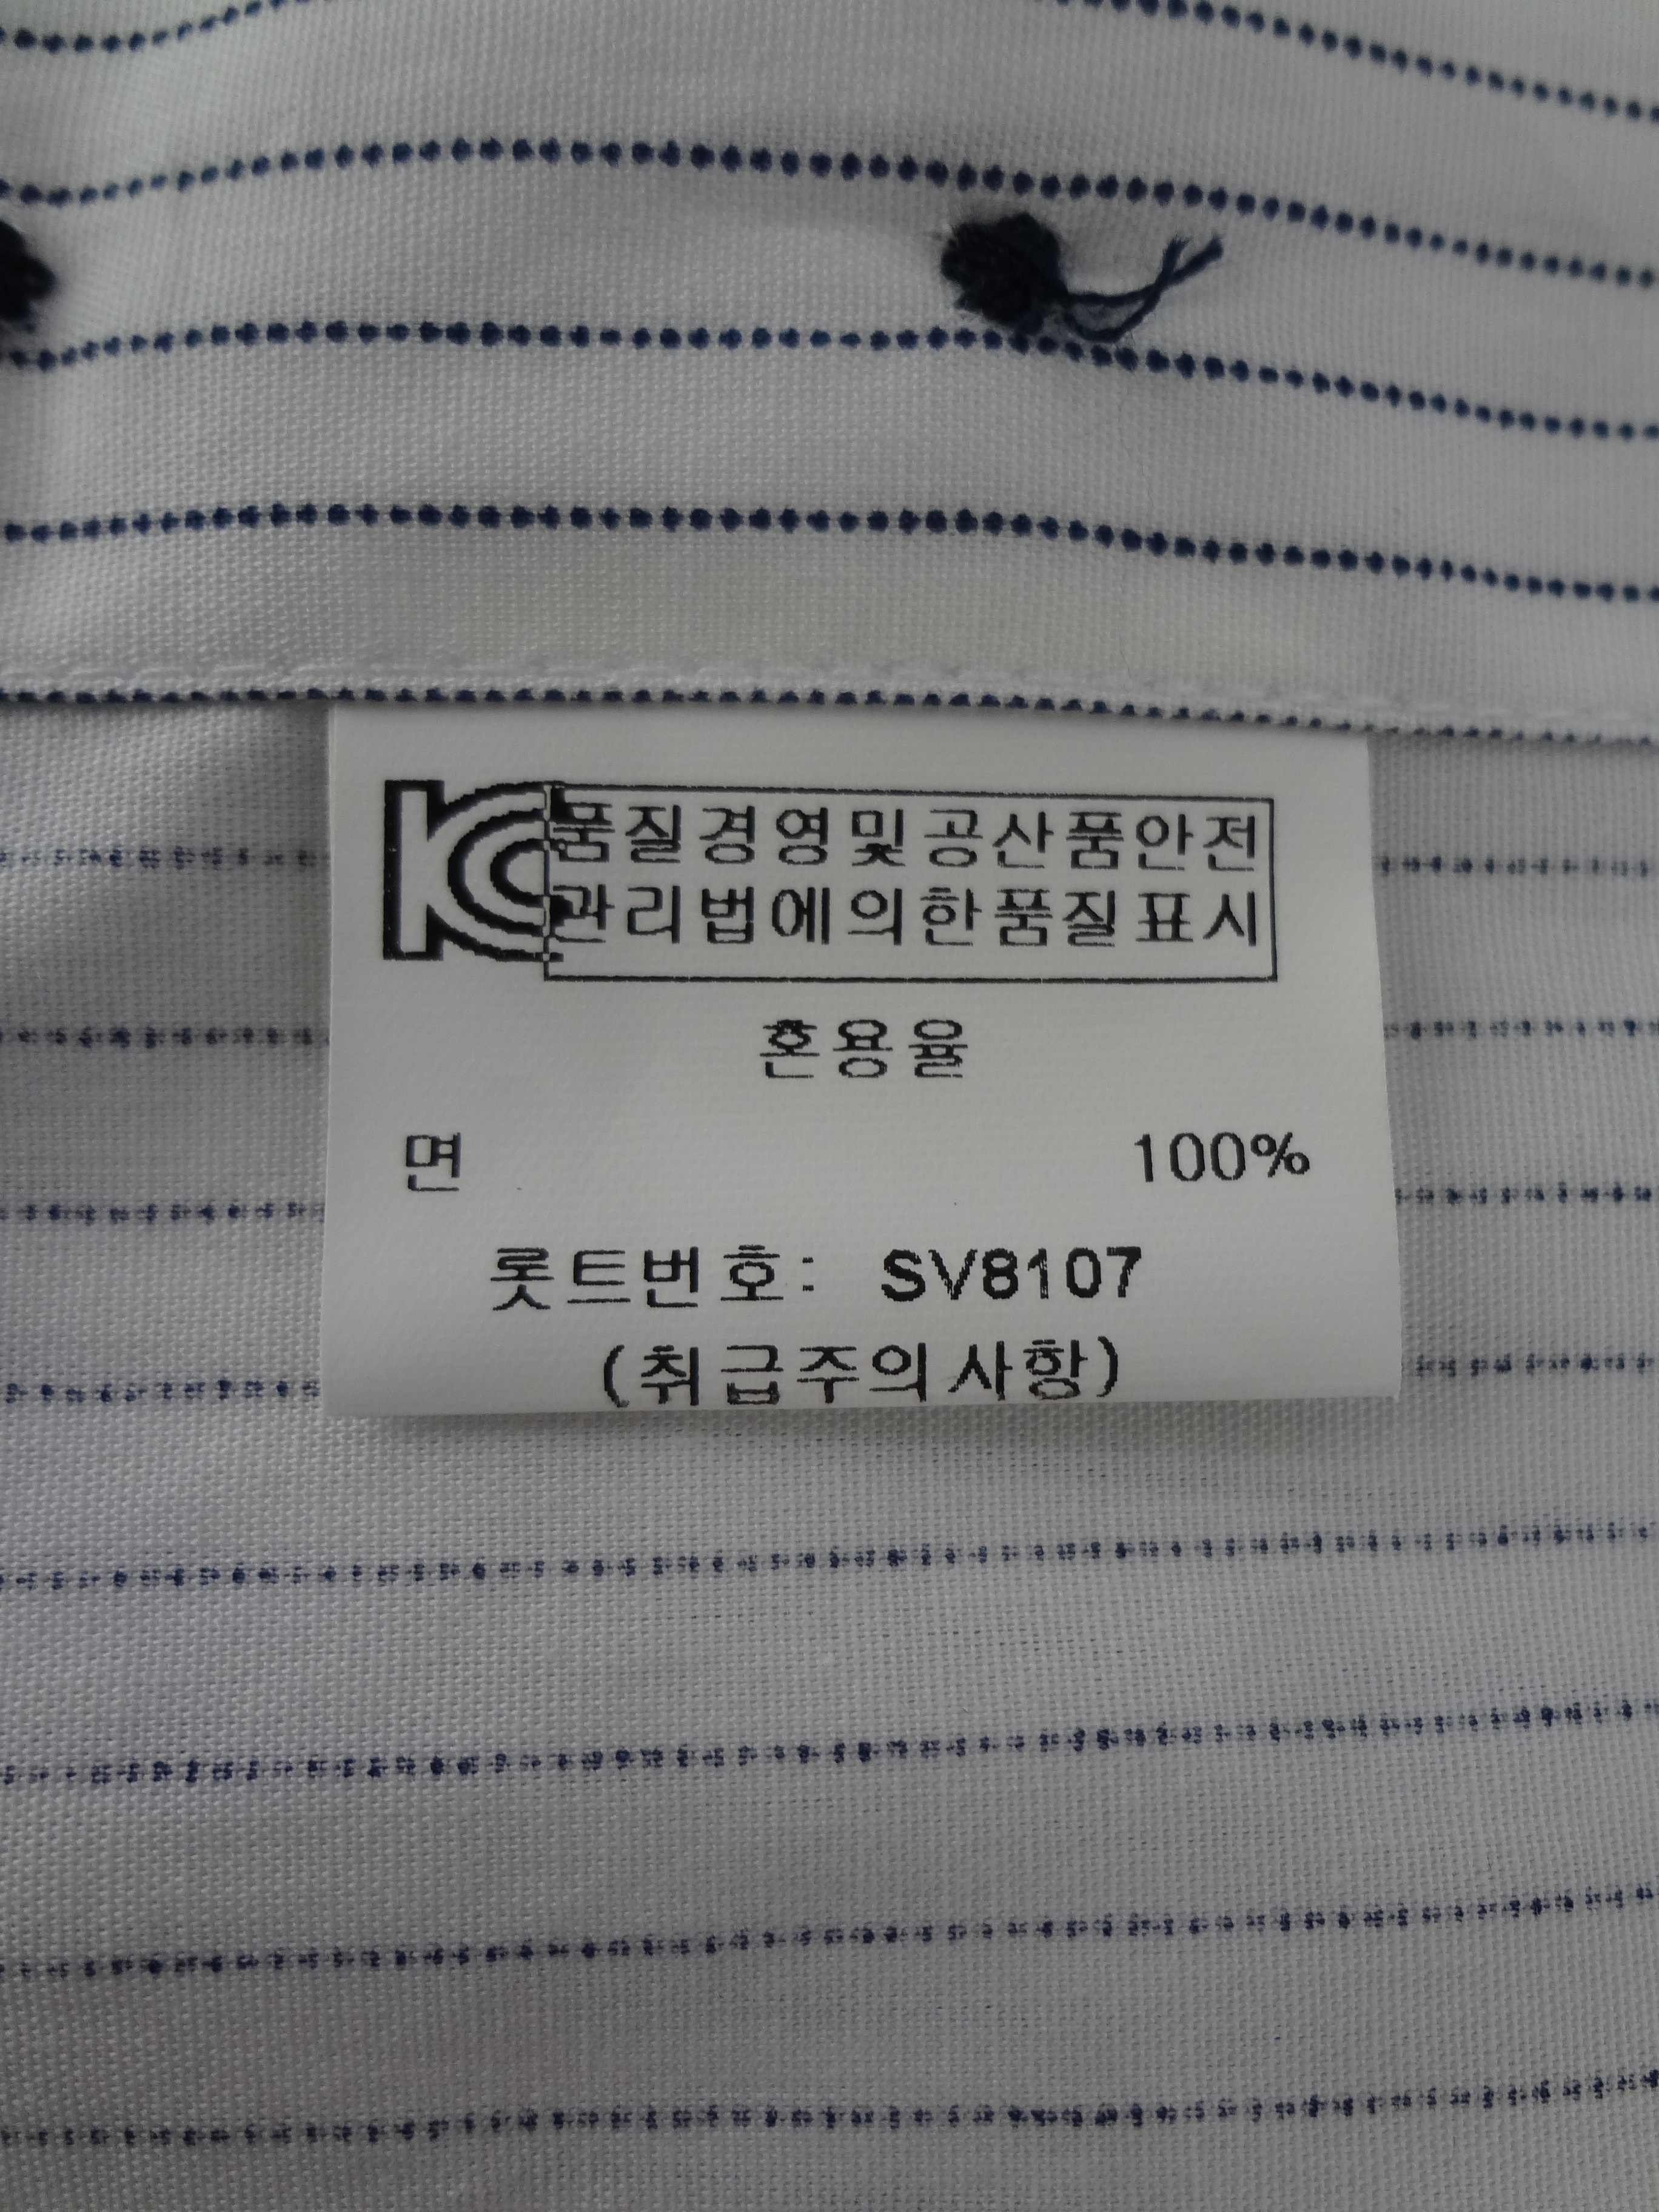 KC 품질경영및공산품안전
관리법에의한품질표시
혼용율
면 100%
롯트번호: SV8107
(취급주의사항)